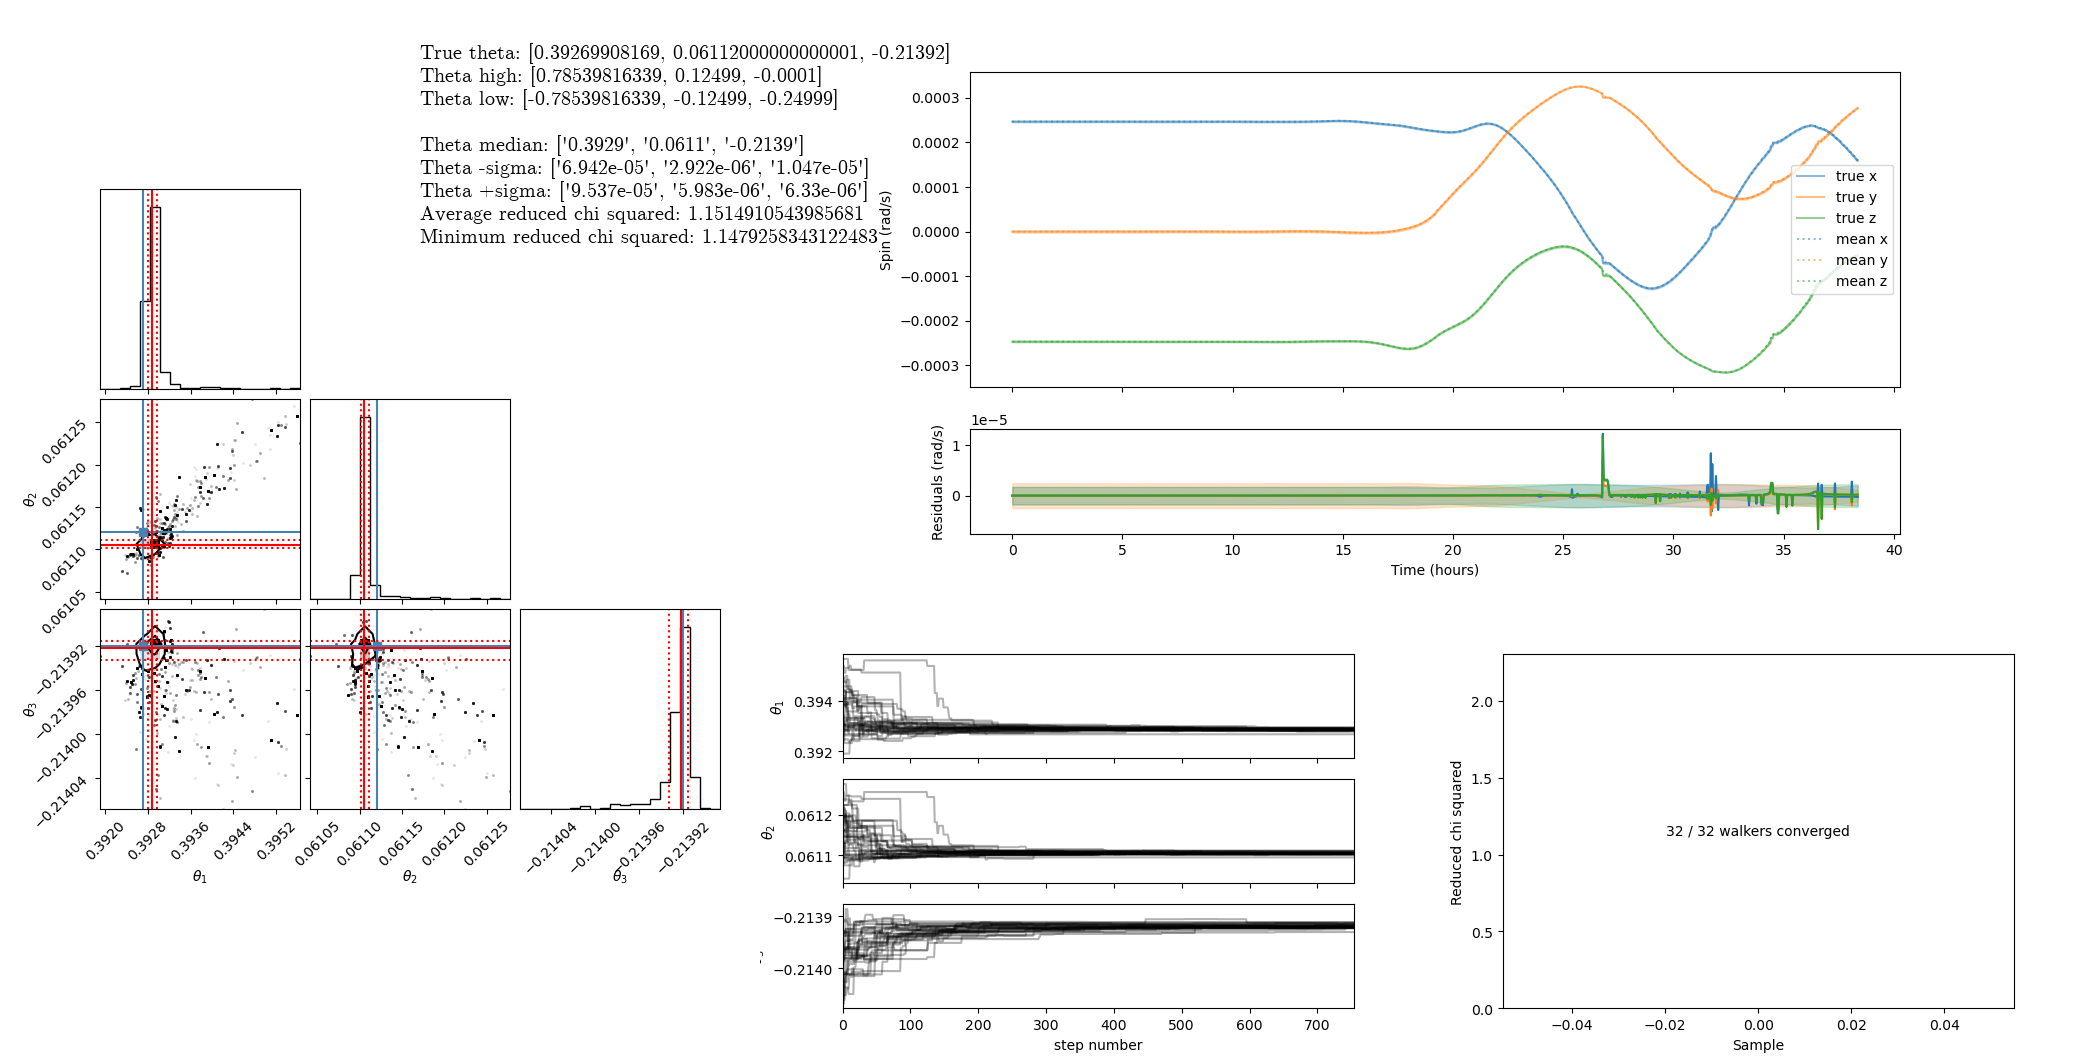 True theta: [0.39269908169, 0.06112000000000001, -0.21392]
Theta high: [0.78539816339, 0.12499, -0.0001]
Theta low: [-0.78539816339, -0.12499, -0.24999]
Theta median: ['0.3929', '0.0611', '-0.2139']
Theta -sigma: ['6.942e-05', '2.922e-06', '1.047e-05']
Theta +sigma: ['9.537e-05', '5.983e-06', '6.33e-06']
Average reduced chi squared: 1.1514910543985681
Minimum reduced chi squared: 1.1479258343122483
0.0003
0.0002
0.0001
0.0000
−0.0001
−0.0002
−0.0003
Spin (rad/s)
true x
true y
true z
mean x
mean y
mean z
1e−5
1
0
Residuals (rad/s)
0 5 10 15 20 25 30 35 40
Time (hours)
0.06125
0.06120
0.06115
0.06110
0.06105
θ2
−0.21392
−0.21396
−0.21400
−0.21404
θ3
0.3920 0.3928 0.3936 0.3944 0.3952
θ1
0.06105 0.06110 0.06115 0.06120 0.06125
θ2
−0.21404 −0.21400 −0.21396 −0.21392
θ3
0.394
0.392
θ1
0.0612
0.0611
θ2
−0.2139
−0.2140
0 100 200 300 400 500 600 700
step number
2.0
1.5
1.0
0.5
0.0
Reduced chi squared
32 / 32 walkers converged
−0.04 −0.02 0.00 0.02 0.04
Sample